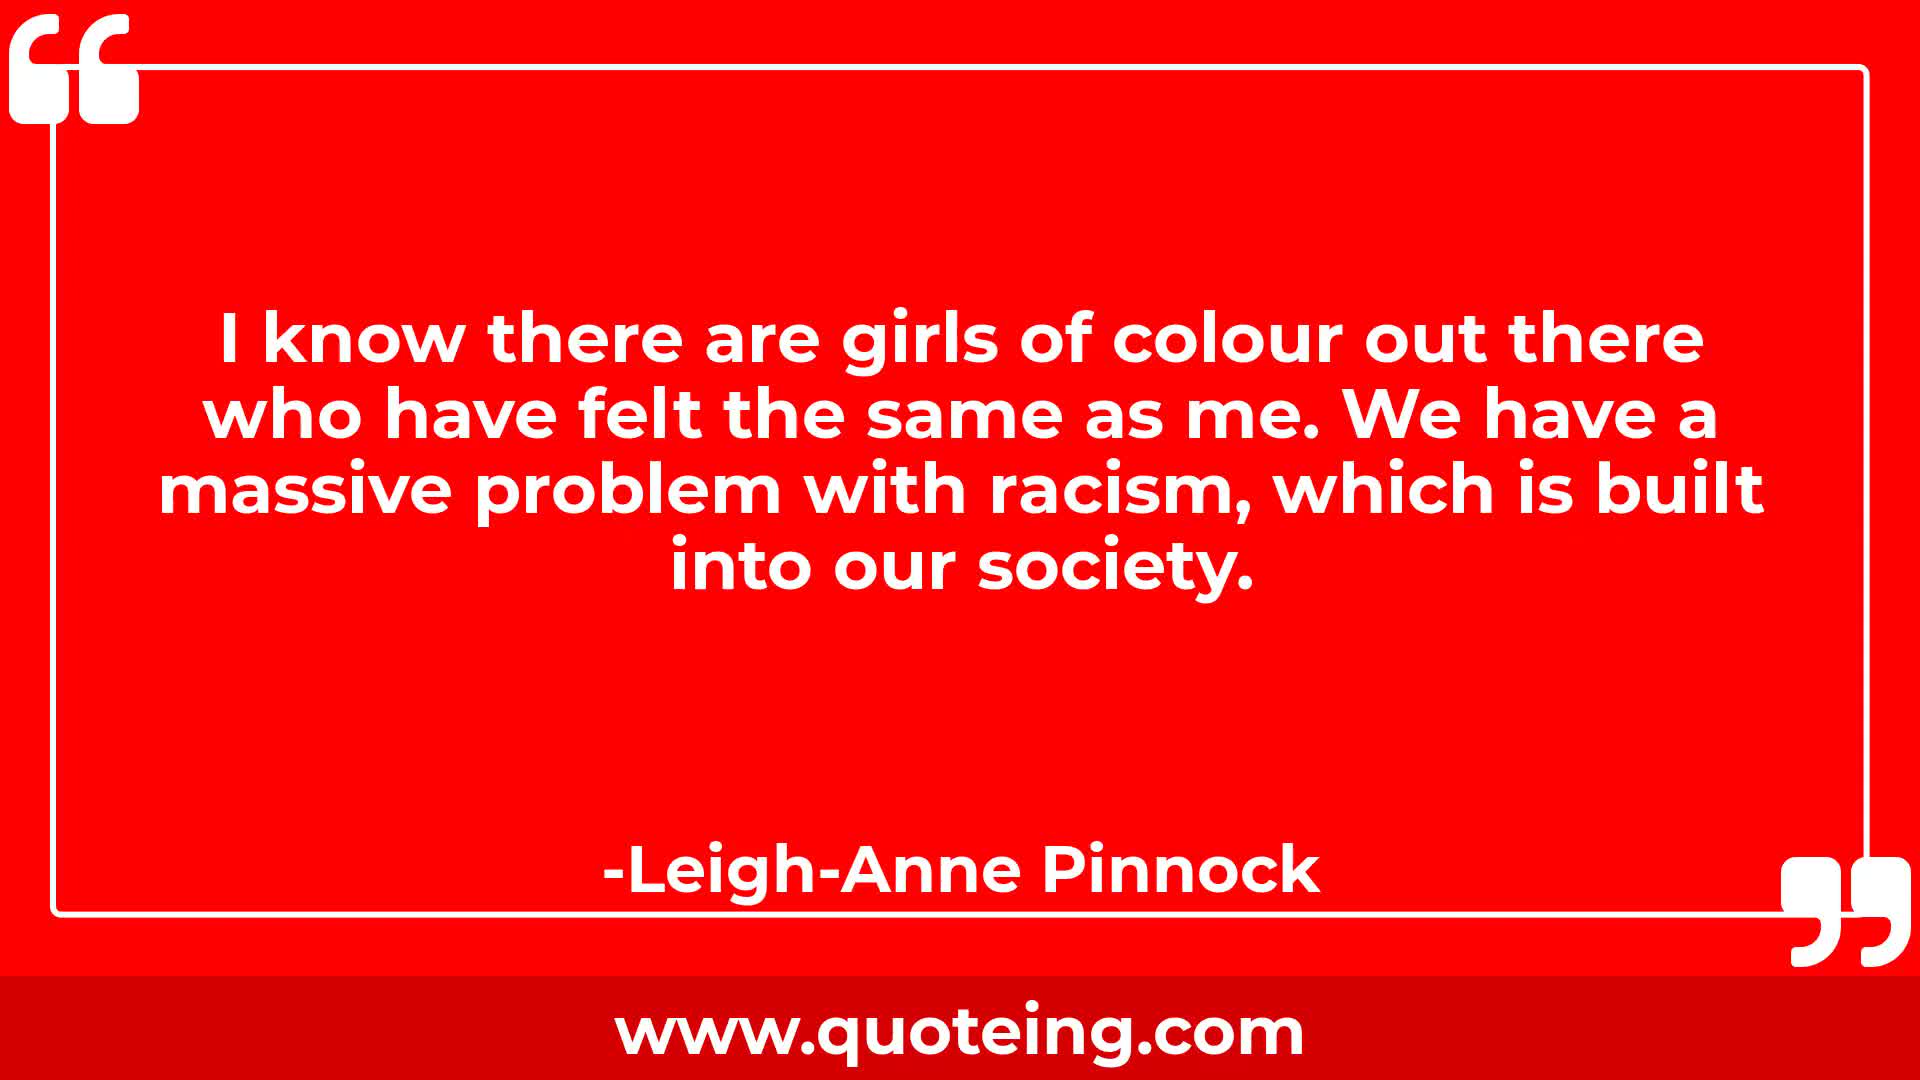 I know there are girls of colour out there
who have felt the same as me. We have a
massive problem with racism, which is built
into our society.
-Leigh-Anne Pinnock
www.quoteing.com